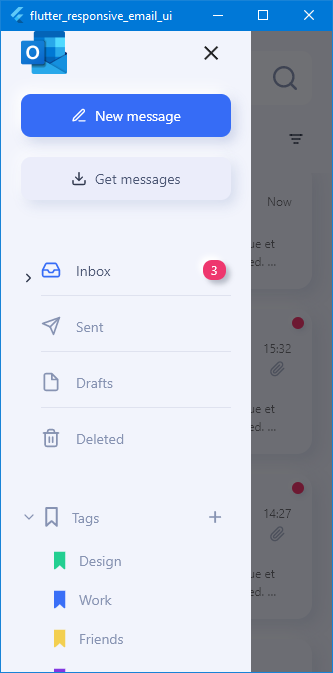 flutter_responsive_email_ui
O
New message
Get messages
Inbox
3
Sent
Drafts
Deleted
Tags
Design
Work
Friends
Now
ue et
ed. ...
15:32
ue et
ed. ...
14:27
ue et
ed. ...